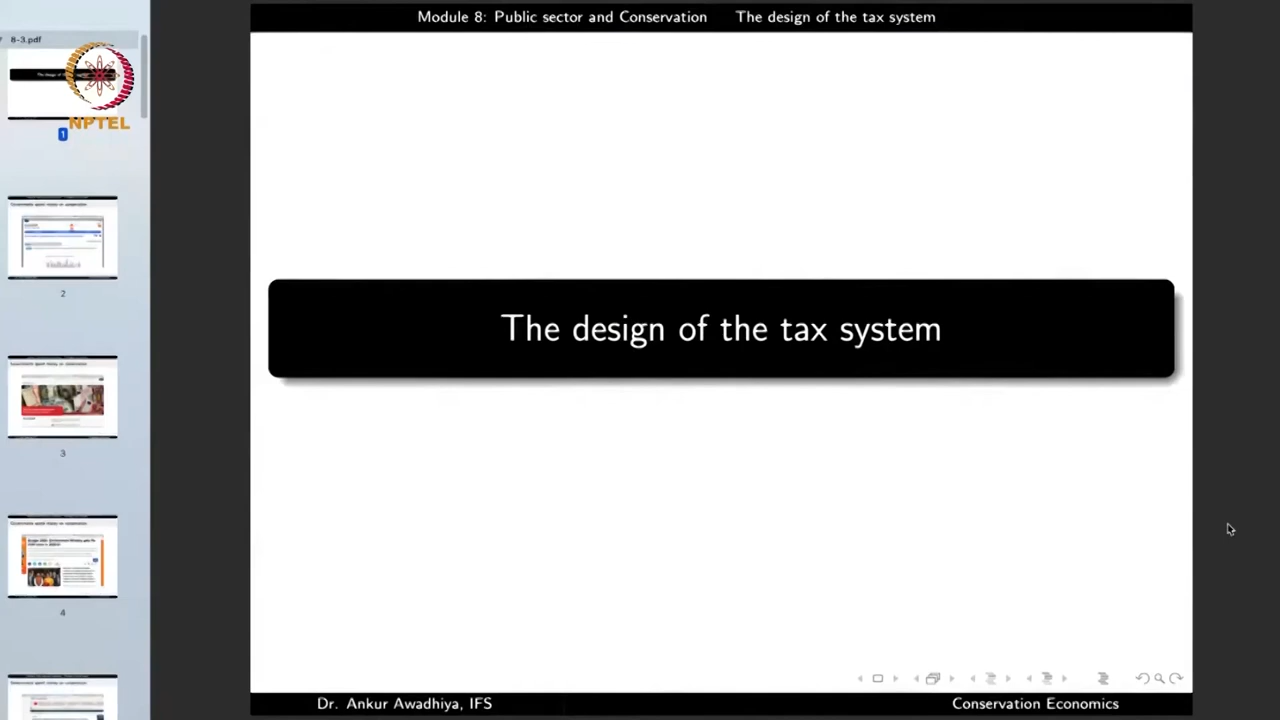 Module 8: Public sector and Conservation The design of the tax system
8-3.pdf
NPTEL
1
The design of the tax system
2
3
4
Dr. Ankur Awadhiya, IFS
Conservation Economics